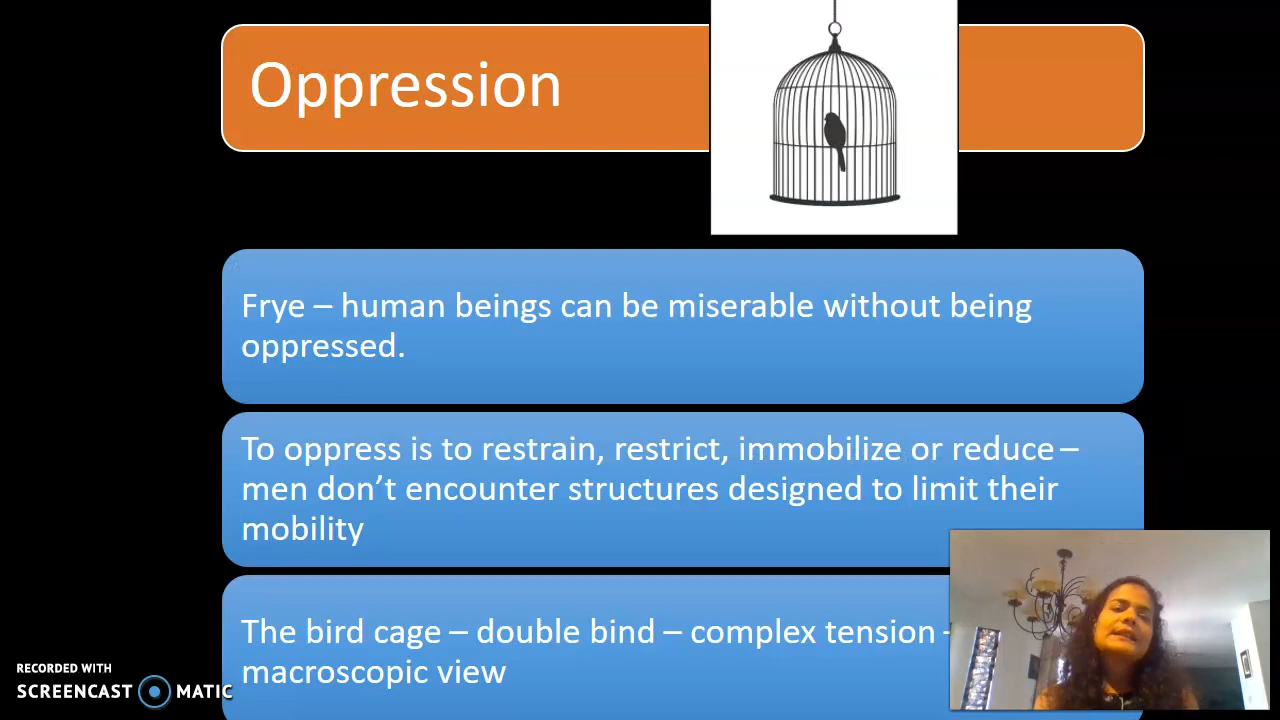 Oppression
Frye – human beings can be miserable without being
oppressed.
To oppress is to restrain, restrict, immobilize or reduce –
men don’t encounter structures designed to limit their
mobility
The bird cage – double bind – complex tension –
macroscopic view
RECORDED WITH
SCREENCAST MATIC